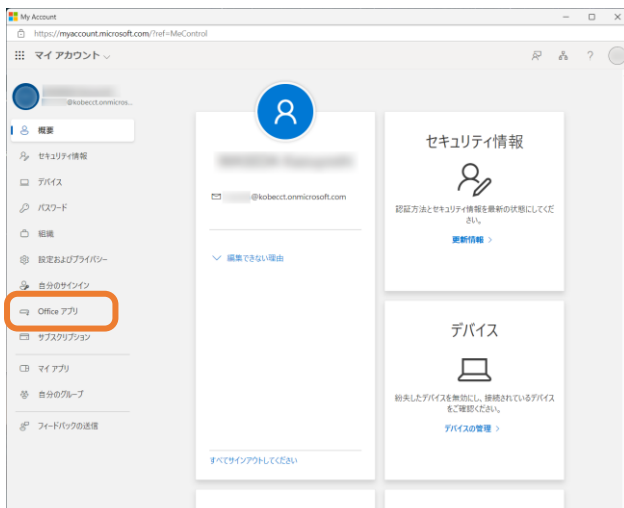 My Account
https://myaccount.microsoft.com/?ref=MeControl
マイ アカウント
@kobecct.onmicros...
概要
セキュリティ情報
デバイス
パスワード
組織
設定およびプライバシー
自分のサインイン
Office アプリ
サブスクリプション
マイ アプリ
自分のグループ
フィードバックの送信
@kobecct.onmicrosoft.com
編集できない理由
すべてサインアウトしてください
セキュリティ情報
認証方法とセキュリティ情報を最新の状態にしてくだ
さい。
更新情報 >
デバイス
紛失したデバイスを無効にし、接続されているデバイス
をご確認ください。
デバイスの管理 >